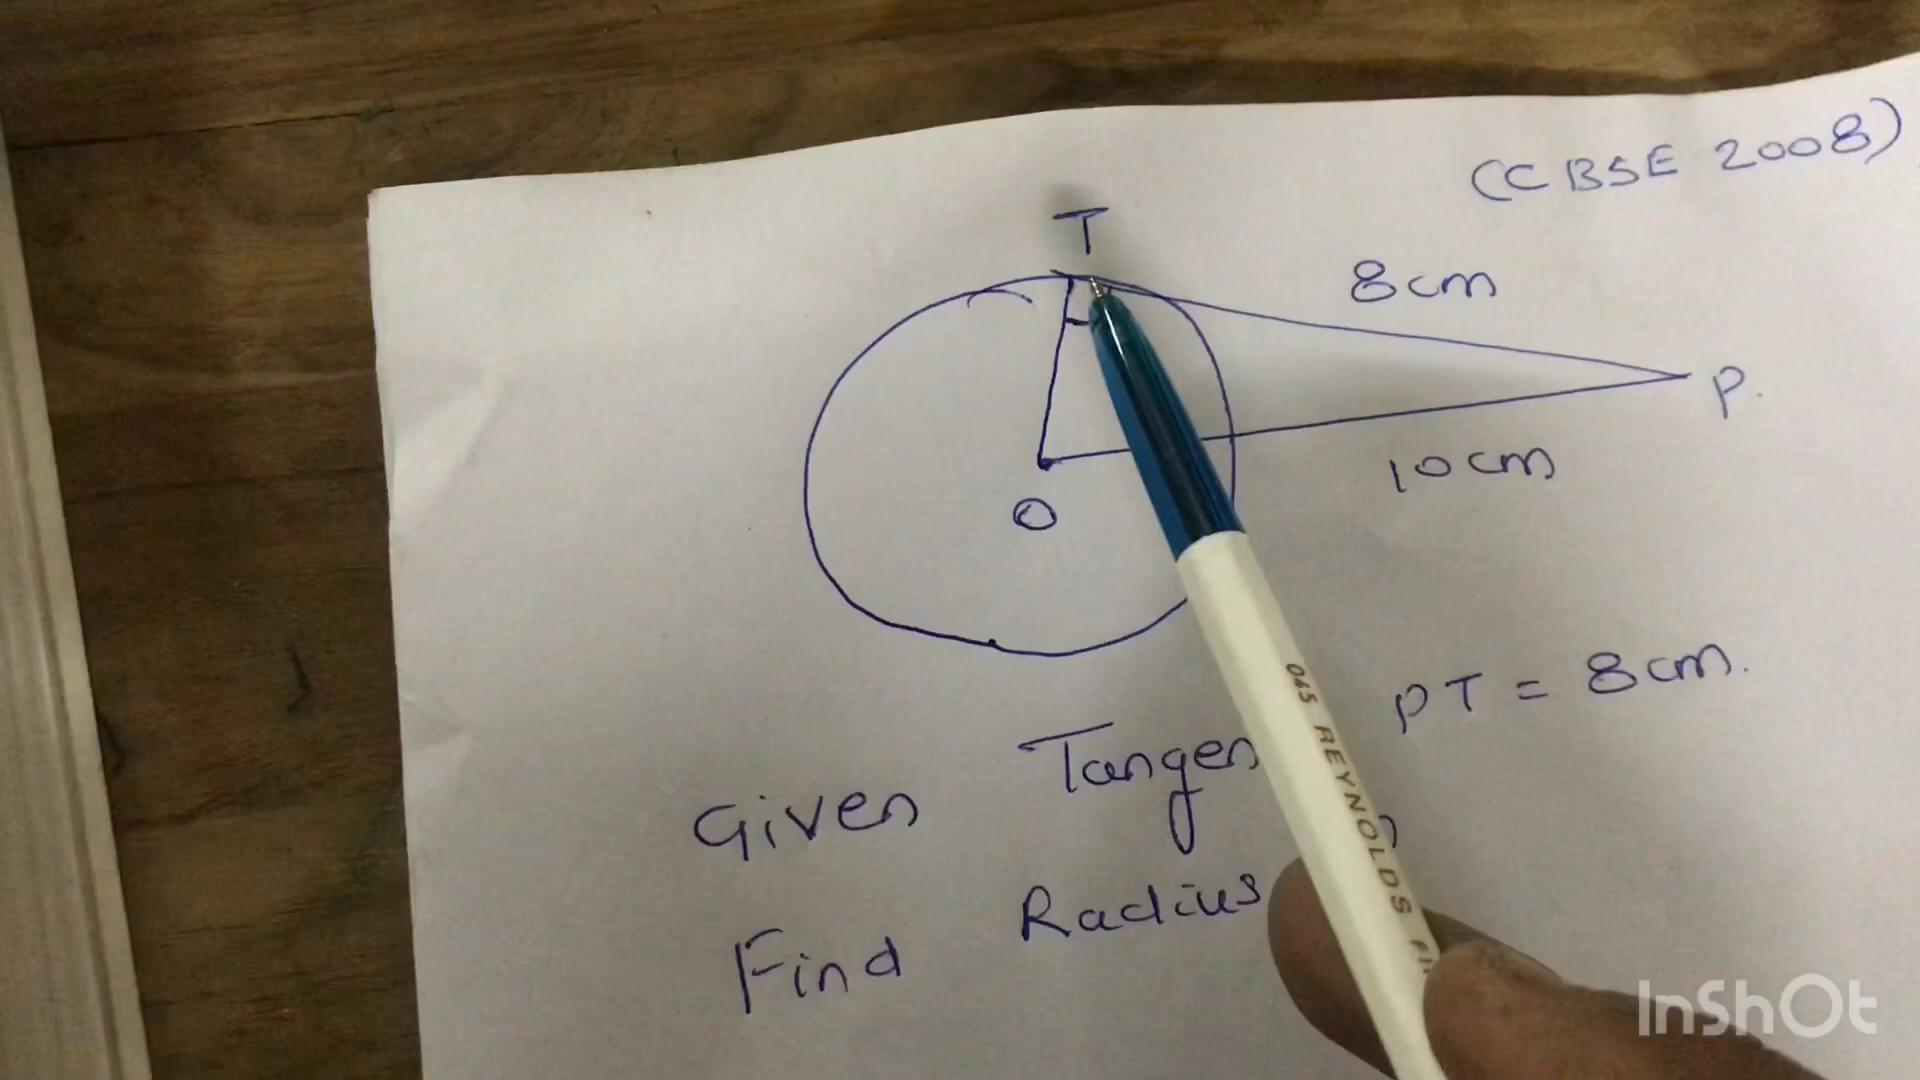 (CBSE 2008)
T
8cm
P.
10cm
O
Given Tangen PT = 8cm.
Find Radius
045 REYNOLDS
InShOt